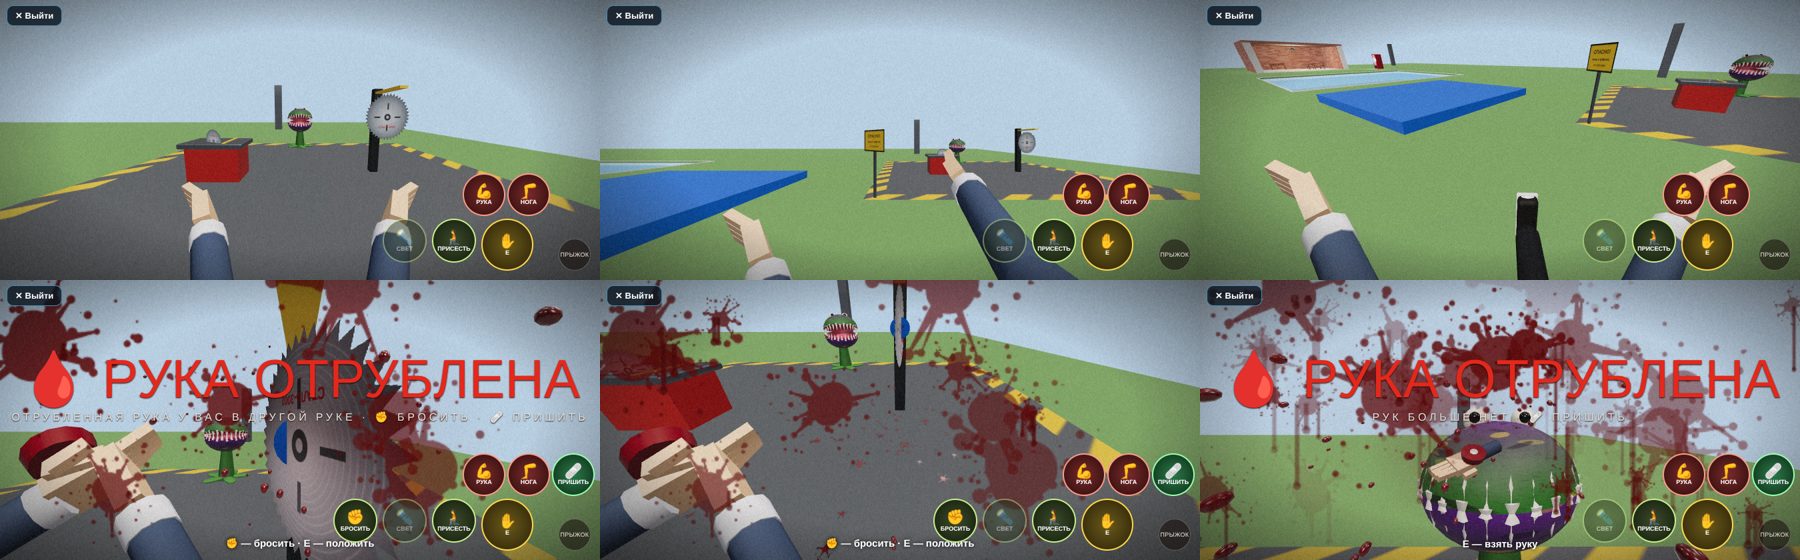 ✕ Выйти
РУКА
НОГА
СВЕТ
ПРИСЕСТЬ
E
ПРЫЖОК
✕ Выйти
ОПАСНО!
РУКА
НОГА
СВЕТ
ПРИСЕСТЬ
E
ПРЫЖОК
✕ Выйти
ОПАСНО!
РУКА
НОГА
СВЕТ
ПРИСЕСТЬ
E
ПРЫЖОК
✕ Выйти
РУКА ОТРУБЛЕНА
ОТРУБЛЕННАЯ РУКА У ВАС В ДРУГОЙ РУКЕ · ✊ БРОСИТЬ · 🩹 ПРИШИТЬ
РУКА
НОГА
ПРИШИТЬ
БРОСИТЬ
СВЕТ
ПРИСЕСТЬ
E
ПРЫЖОК
✊ — бросить · E — положить
✕ Выйти
РУКА
НОГА
ПРИШИТЬ
БРОСИТЬ
СВЕТ
ПРИСЕСТЬ
E
ПРЫЖОК
✊ — бросить · E — положить
✕ Выйти
РУКА ОТРУБЛЕНА
РУК БОЛЬШЕ НЕТ · 🩹 ПРИШИТЬ
РУКА
НОГА
ПРИШИТЬ
СВЕТ
ПРИСЕСТЬ
E
ПРЫЖОК
E — взять руку